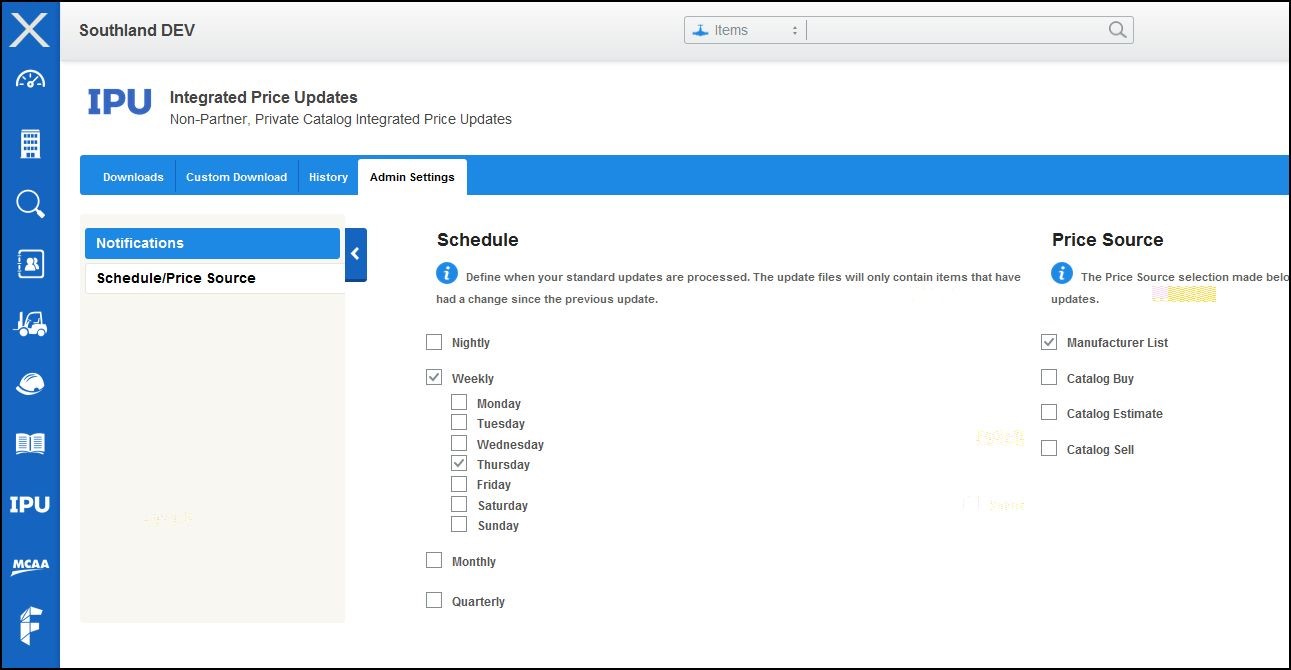 Southland DEV
Items
IPU
Integrated Price Updates
Non-Partner, Private Catalog Integrated Price Updates
Downloads
Custom Download
History
Admin Settings
Notifications
Schedule/Price Source
Schedule
Define when your standard updates are processed. The update files will only contain items that have
had a change since the previous update.
Nightly
Weekly
Monday
Tuesday
Wednesday
Thursday
Friday
Saturday
Sunday
Monthly
Quarterly
Price Source
The Price Source selection made belo
updates.
Manufacturer List
Catalog Buy
Catalog Estimate
Catalog Sell
IPU
MCAA
F